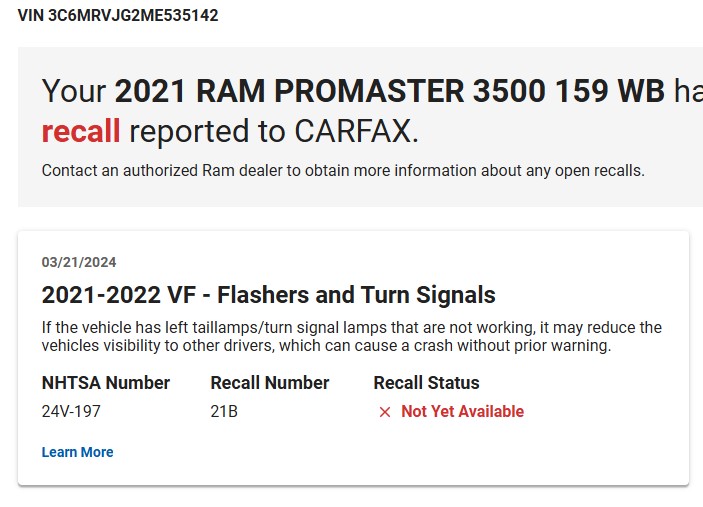 VIN 3C6MRVJG2ME535142
Your 2021 RAM PROMASTER 3500 159 WB ha
recall reported to CARFAX.
Contact an authorized Ram dealer to obtain more information about any open recalls.
03/21/2024
2021-2022 VF - Flashers and Turn Signals
If the vehicle has left taillamps/turn signal lamps that are not working, it may reduce the
vehicles visibility to other drivers, which can cause a crash without prior warning.
NHTSA Number Recall Number Recall Status
24V-197 21B Not Yet Available
Learn More